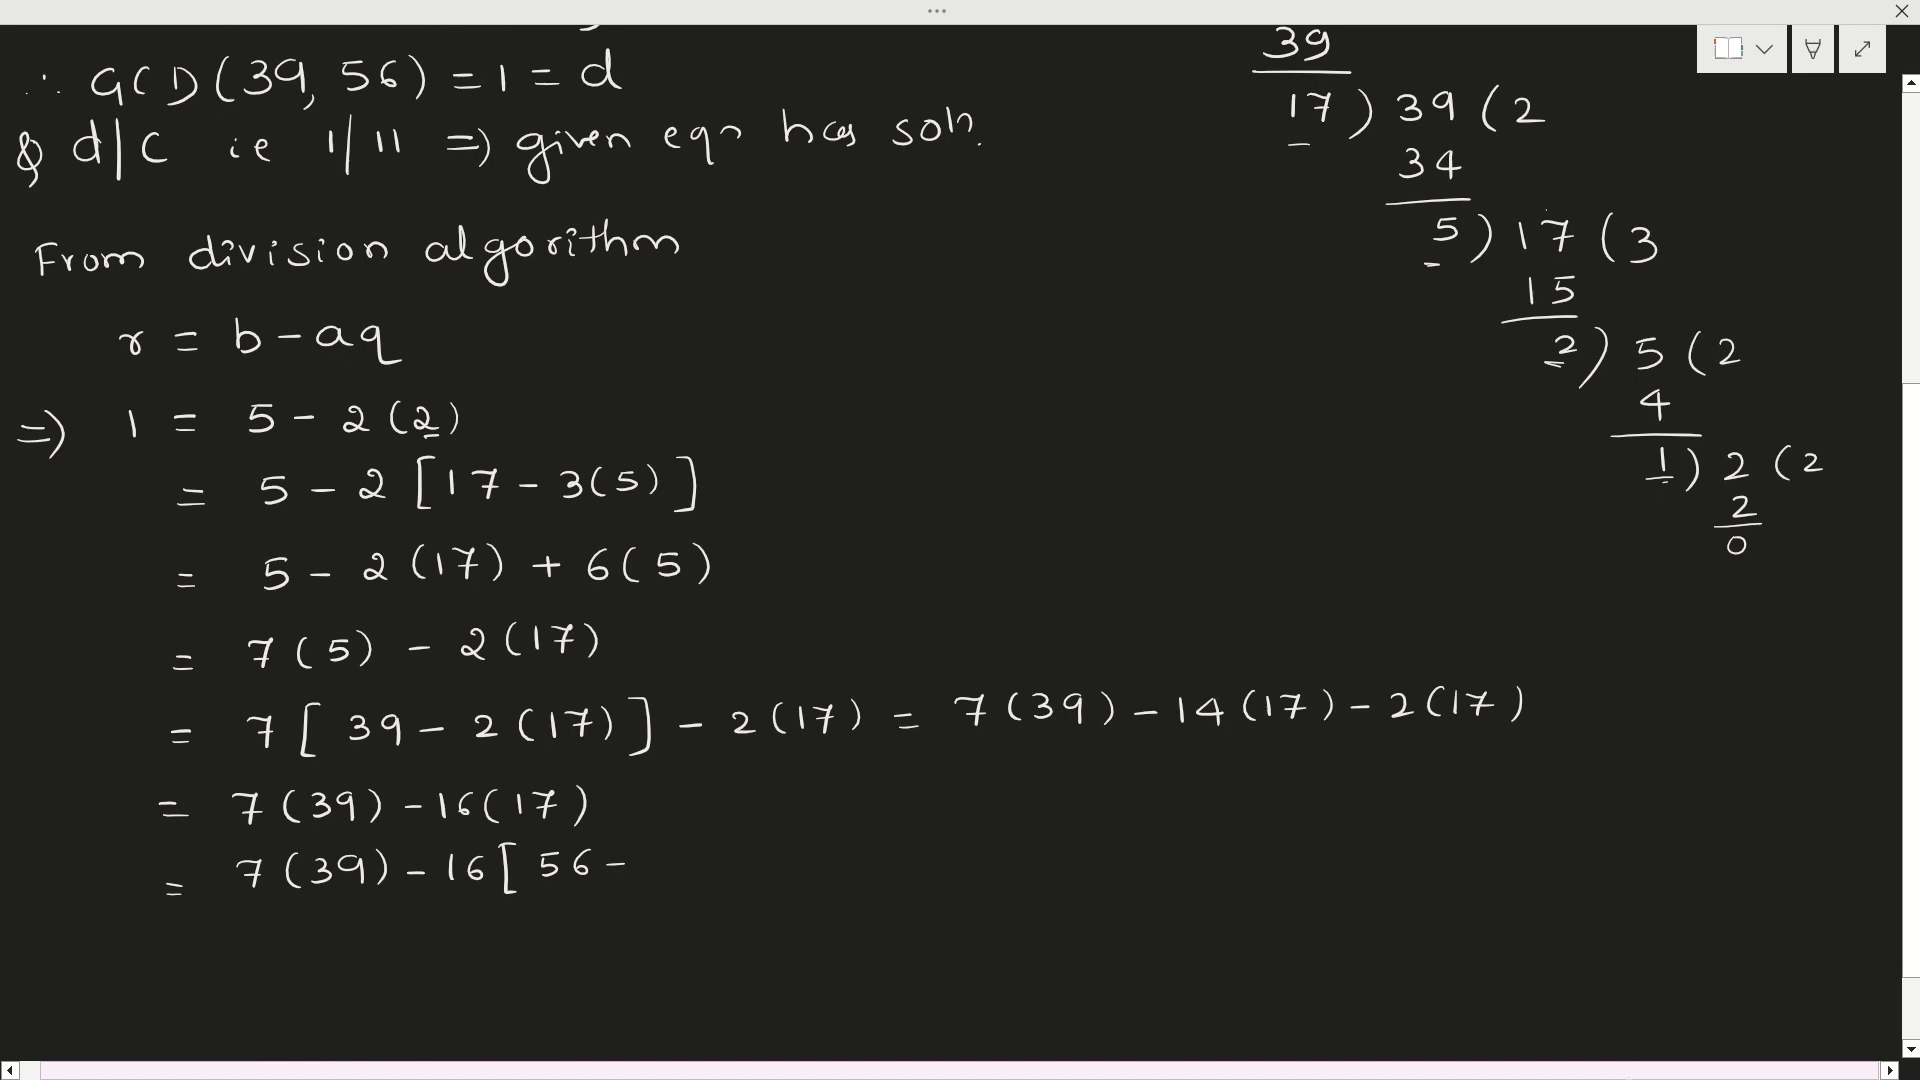 ∴ GCD(39, 56) = 1 = d
& d|c ie 1/11 => given eqn has soln.
From division algorithm
r = b - aq
=> 1 = 5 - 2(2)
= 5 - 2[17 - 3(5)]
= 5 - 2(17) + 6(5)
= 7(5) - 2(17)
= 7[39 - 2(17)] - 2(17) = 7(39) - 14(17) - 2(17)
= 7(39) - 16(17)
= 7(39) - 16[56 -
39
17) 39 (2
34
5) 17 (3
15
2) 5 (2
4
1) 2 (2
2
0